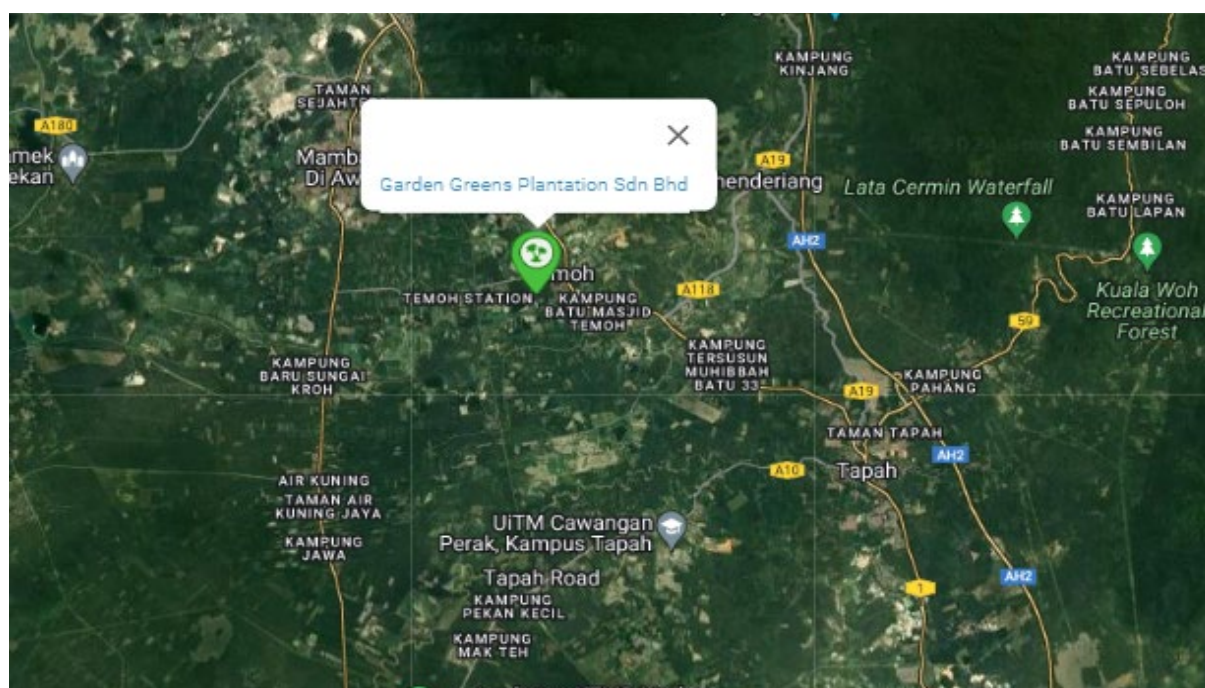 KAMPUNG
KINJANG
KAMPUNG
BATU SEBELAS
KAMPUNG
BATU SEPULOH
KAMPUNG
BATU SEMBILAN
TAMAN
SEJAHTE
A180
mek
ekan
Mamba
Di Aw
Garden Greens Plantation Sdn Bhd
A19
henderiang
Lata Cermin Waterfall
KAMPUNG
BATU LAPAN
AH2
moh
TEMOH STATION
KAMPUNG
BATU MASJID
TEMOH
A118
Kuala Woh
Recreational
Forest
59
KAMPUNG
TERSUSUN
MUHIBBAH
BATU 33
KAMPUNG
BARU SUNGAI
KROH
A19
KAMPUNG
PAHANG
TAMAN TAPAH
AH2
A10
Tapah
AIR KUNING
TAMAN AIR
KUNING JAYA
KAMPUNG
JAWA
UiTM Cawangan
Perak, Kampus Tapah
Tapah Road
KAMPUNG
PEKAN KECIL
KAMPUNG
MAK TEH
AH2
1